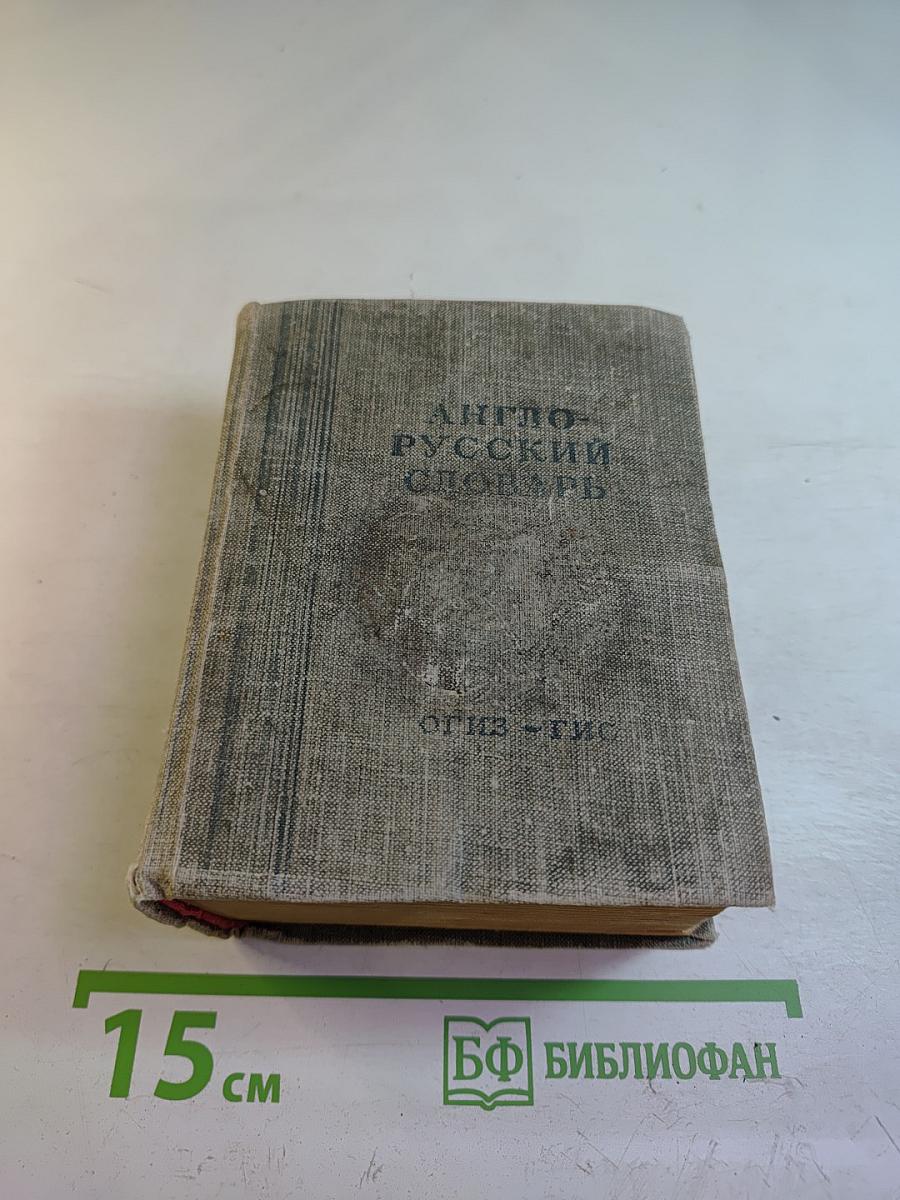 АНГЛО-
РУССКИЙ
СЛОВАРЬ
ОГИЗ - ГИС
15 см
БФ БИБЛИОФАН